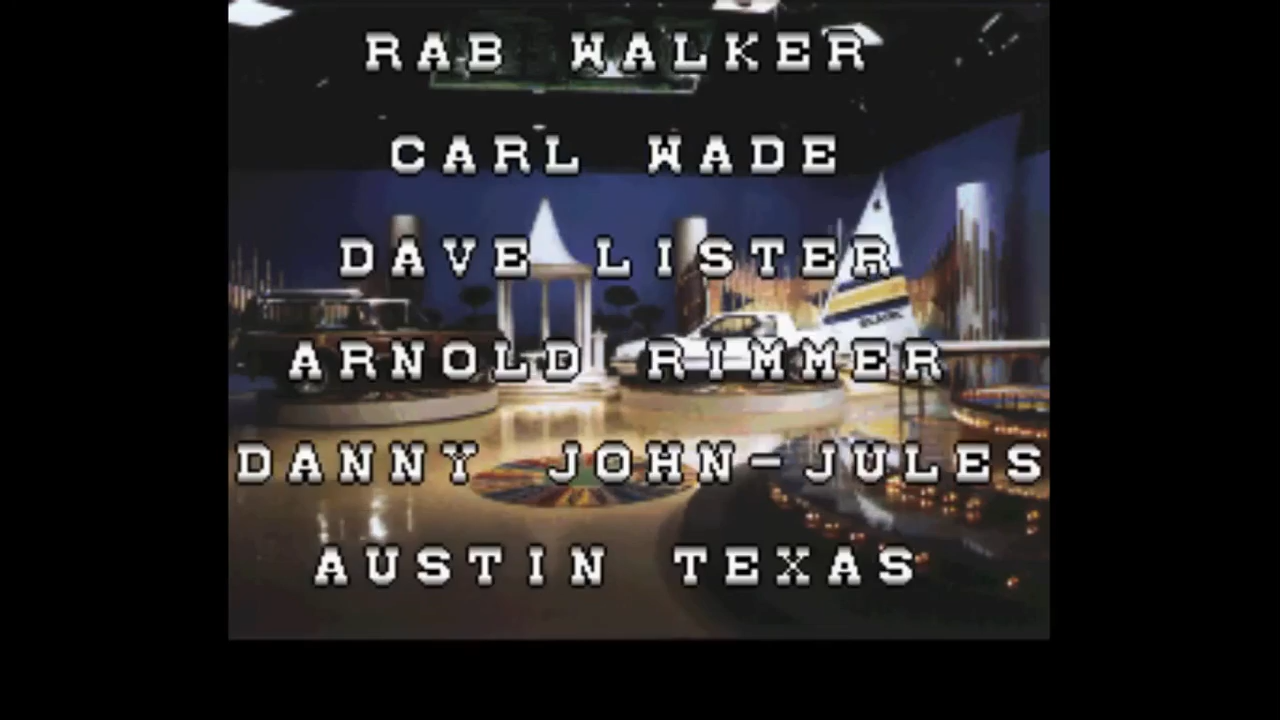 RAB WALKER
CARL WADE
DAVE LISTER
ARNOLD RIMMER
DANNY JOHN-JULES
AUSTIN TEXAS